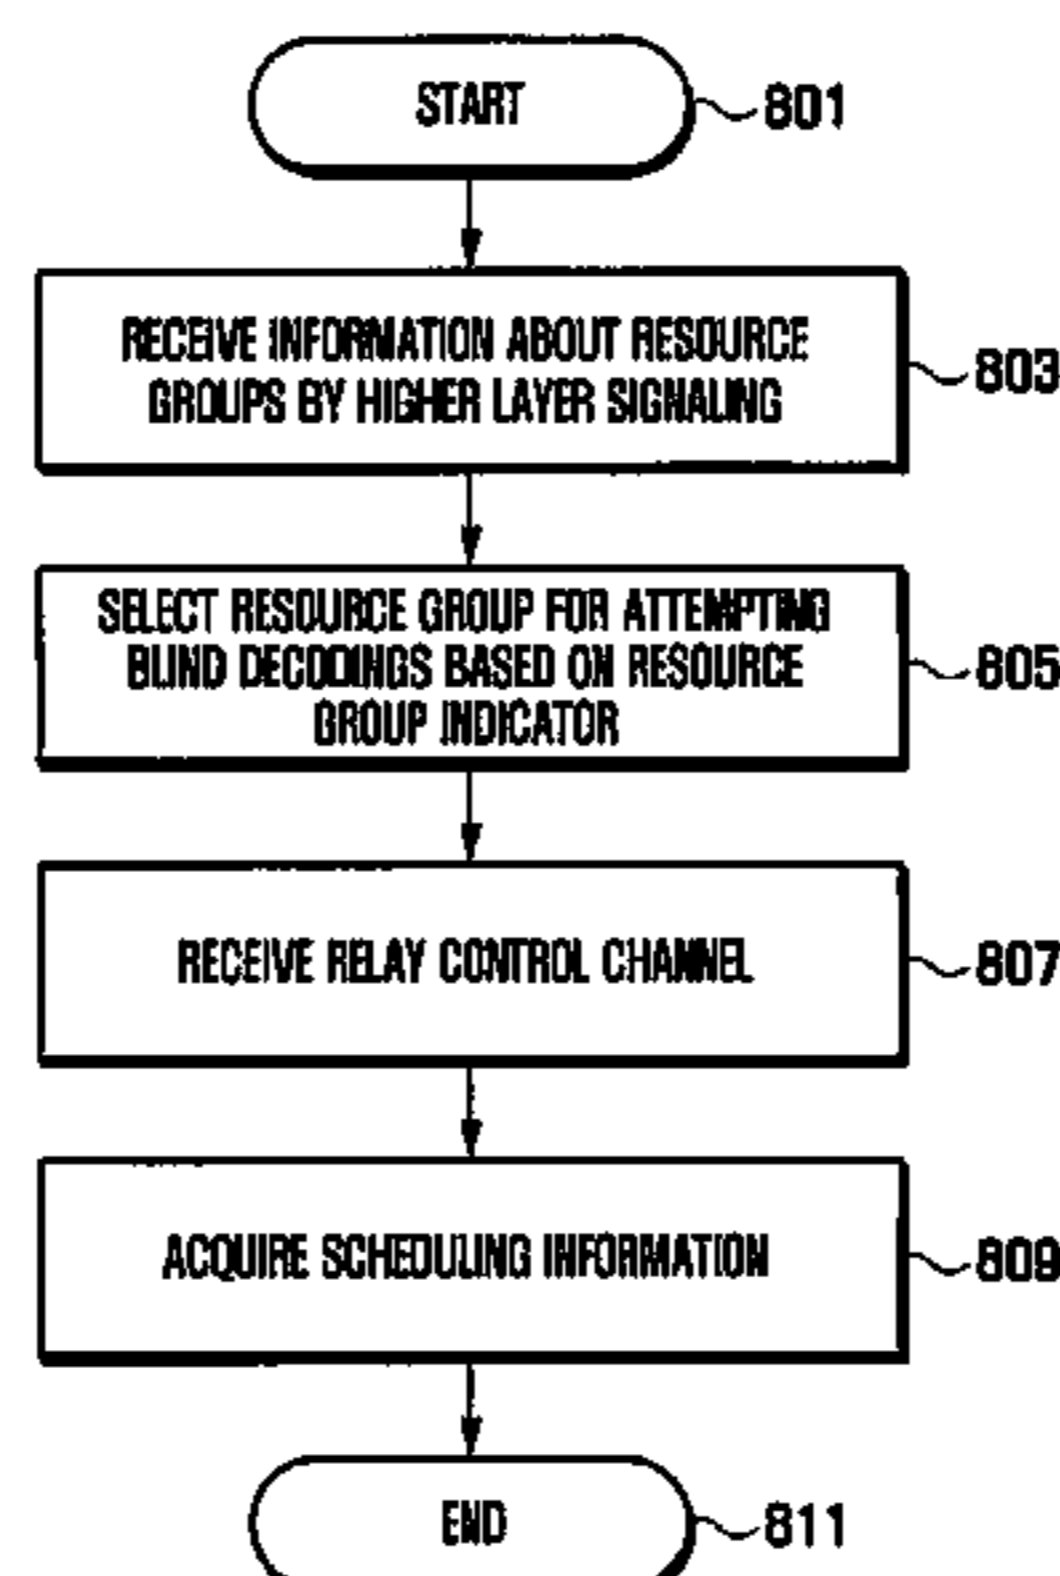 START
801
RECEIVE INFORMATION ABOUT RESOURCE
GROUPS BY HIGHER LAYER SIGNALING
803
SELECT RESOURCE GROUP FOR ATTEMPTING
BLIND DECODINGS BASED ON RESOURCE
GROUP INDICATOR
805
RECEIVE RELAY CONTROL CHANNEL
807
ACQUIRE SCHEDULING INFORMATION
809
END
811